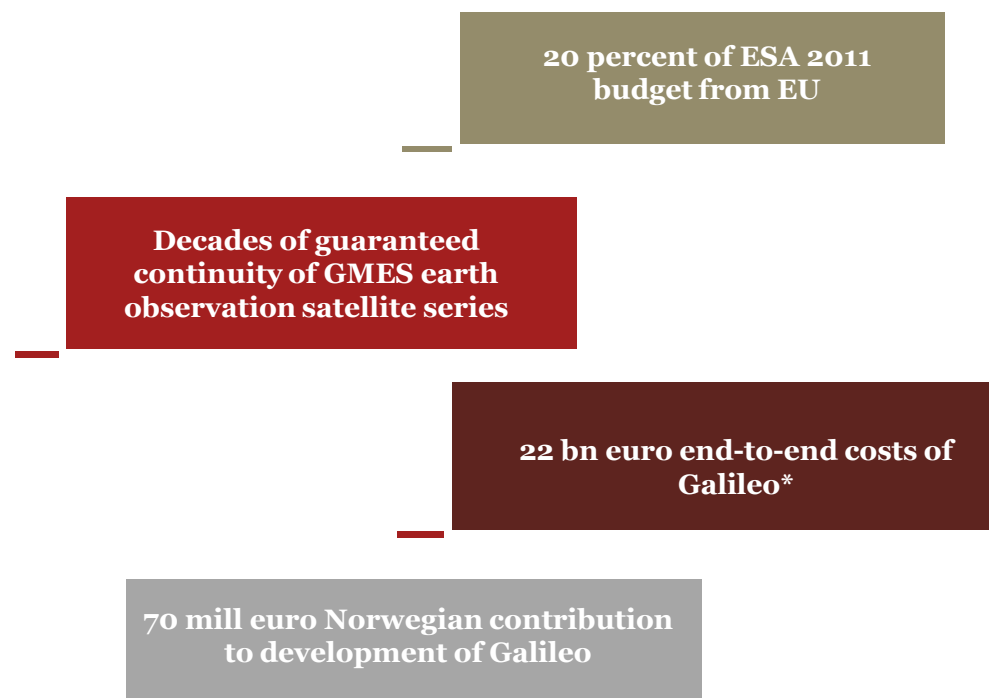 20 percent of ESA 2011
budget from EU
Decades of guaranteed
continuity of GMES earth
observation satellite series
22 bn euro end-to-end costs of
Galileo*
70 mill euro Norwegian contribution
to development of Galileo